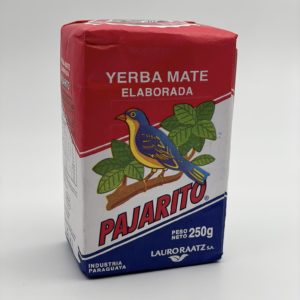 YERBA MATE
ELABORADA
PAJARITO®
PESO
NETO 250g
LAURO RAATZ S.A.
INDUSTRIA
PARAGUAYA